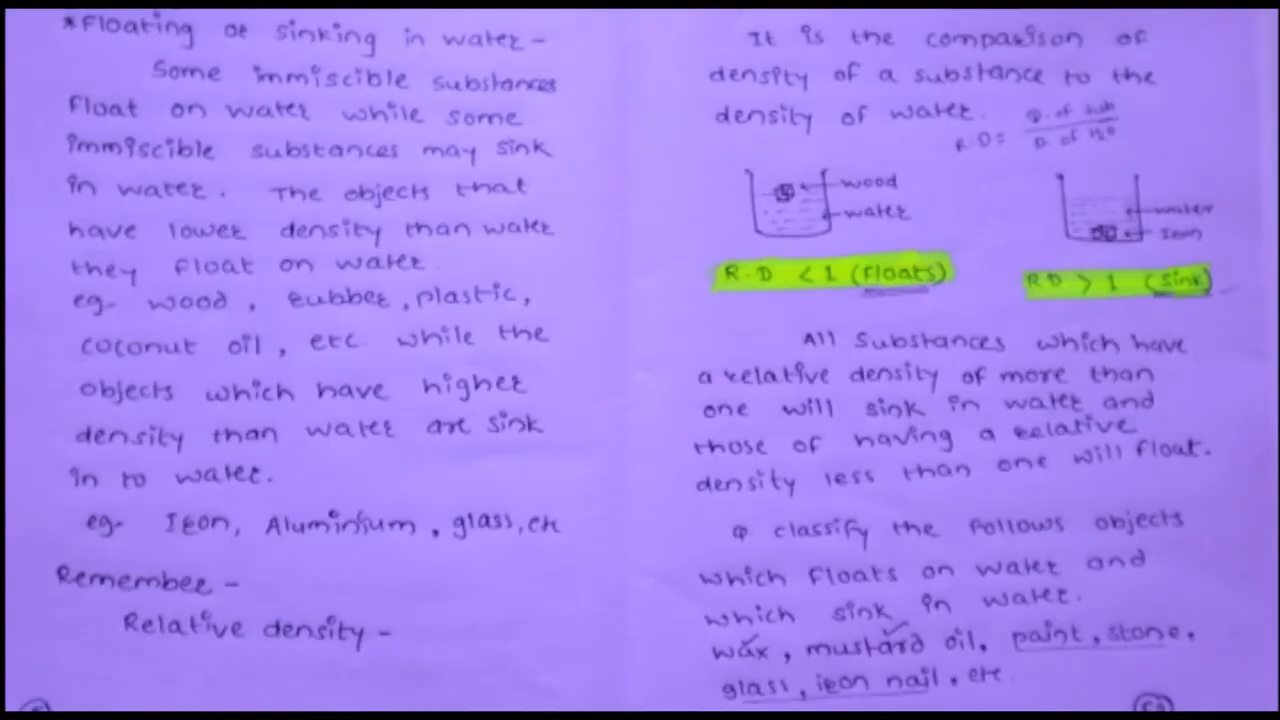 *Floating or sinking in water -
Some immiscible substances
Float on water while some
immiscible substances may sink
in water. The objects that
have lower density than water
they float on water.
eg- wood, rubber, plastic,
coconut oil, etc while the
objects which have higher
density than water are sink
in to water.
eg- Iron, Aluminium, glass, etc
Remember -
Relative density -
It is the comparison of
density of a substance to the
density of water.
R.D= D. of sub
D of H2O
wood
water
R.D < 1 (Floats)
water
Iron
R D > 1 (Sink)
All Substances which have
a relative density of more than
one will sink in water and
those of having a relative
density less than one will float.
Q classify the follows objects
which floats on water and
which sink in water.
wax, mustard oil, paint, stone,
glass, iron nail, etc.